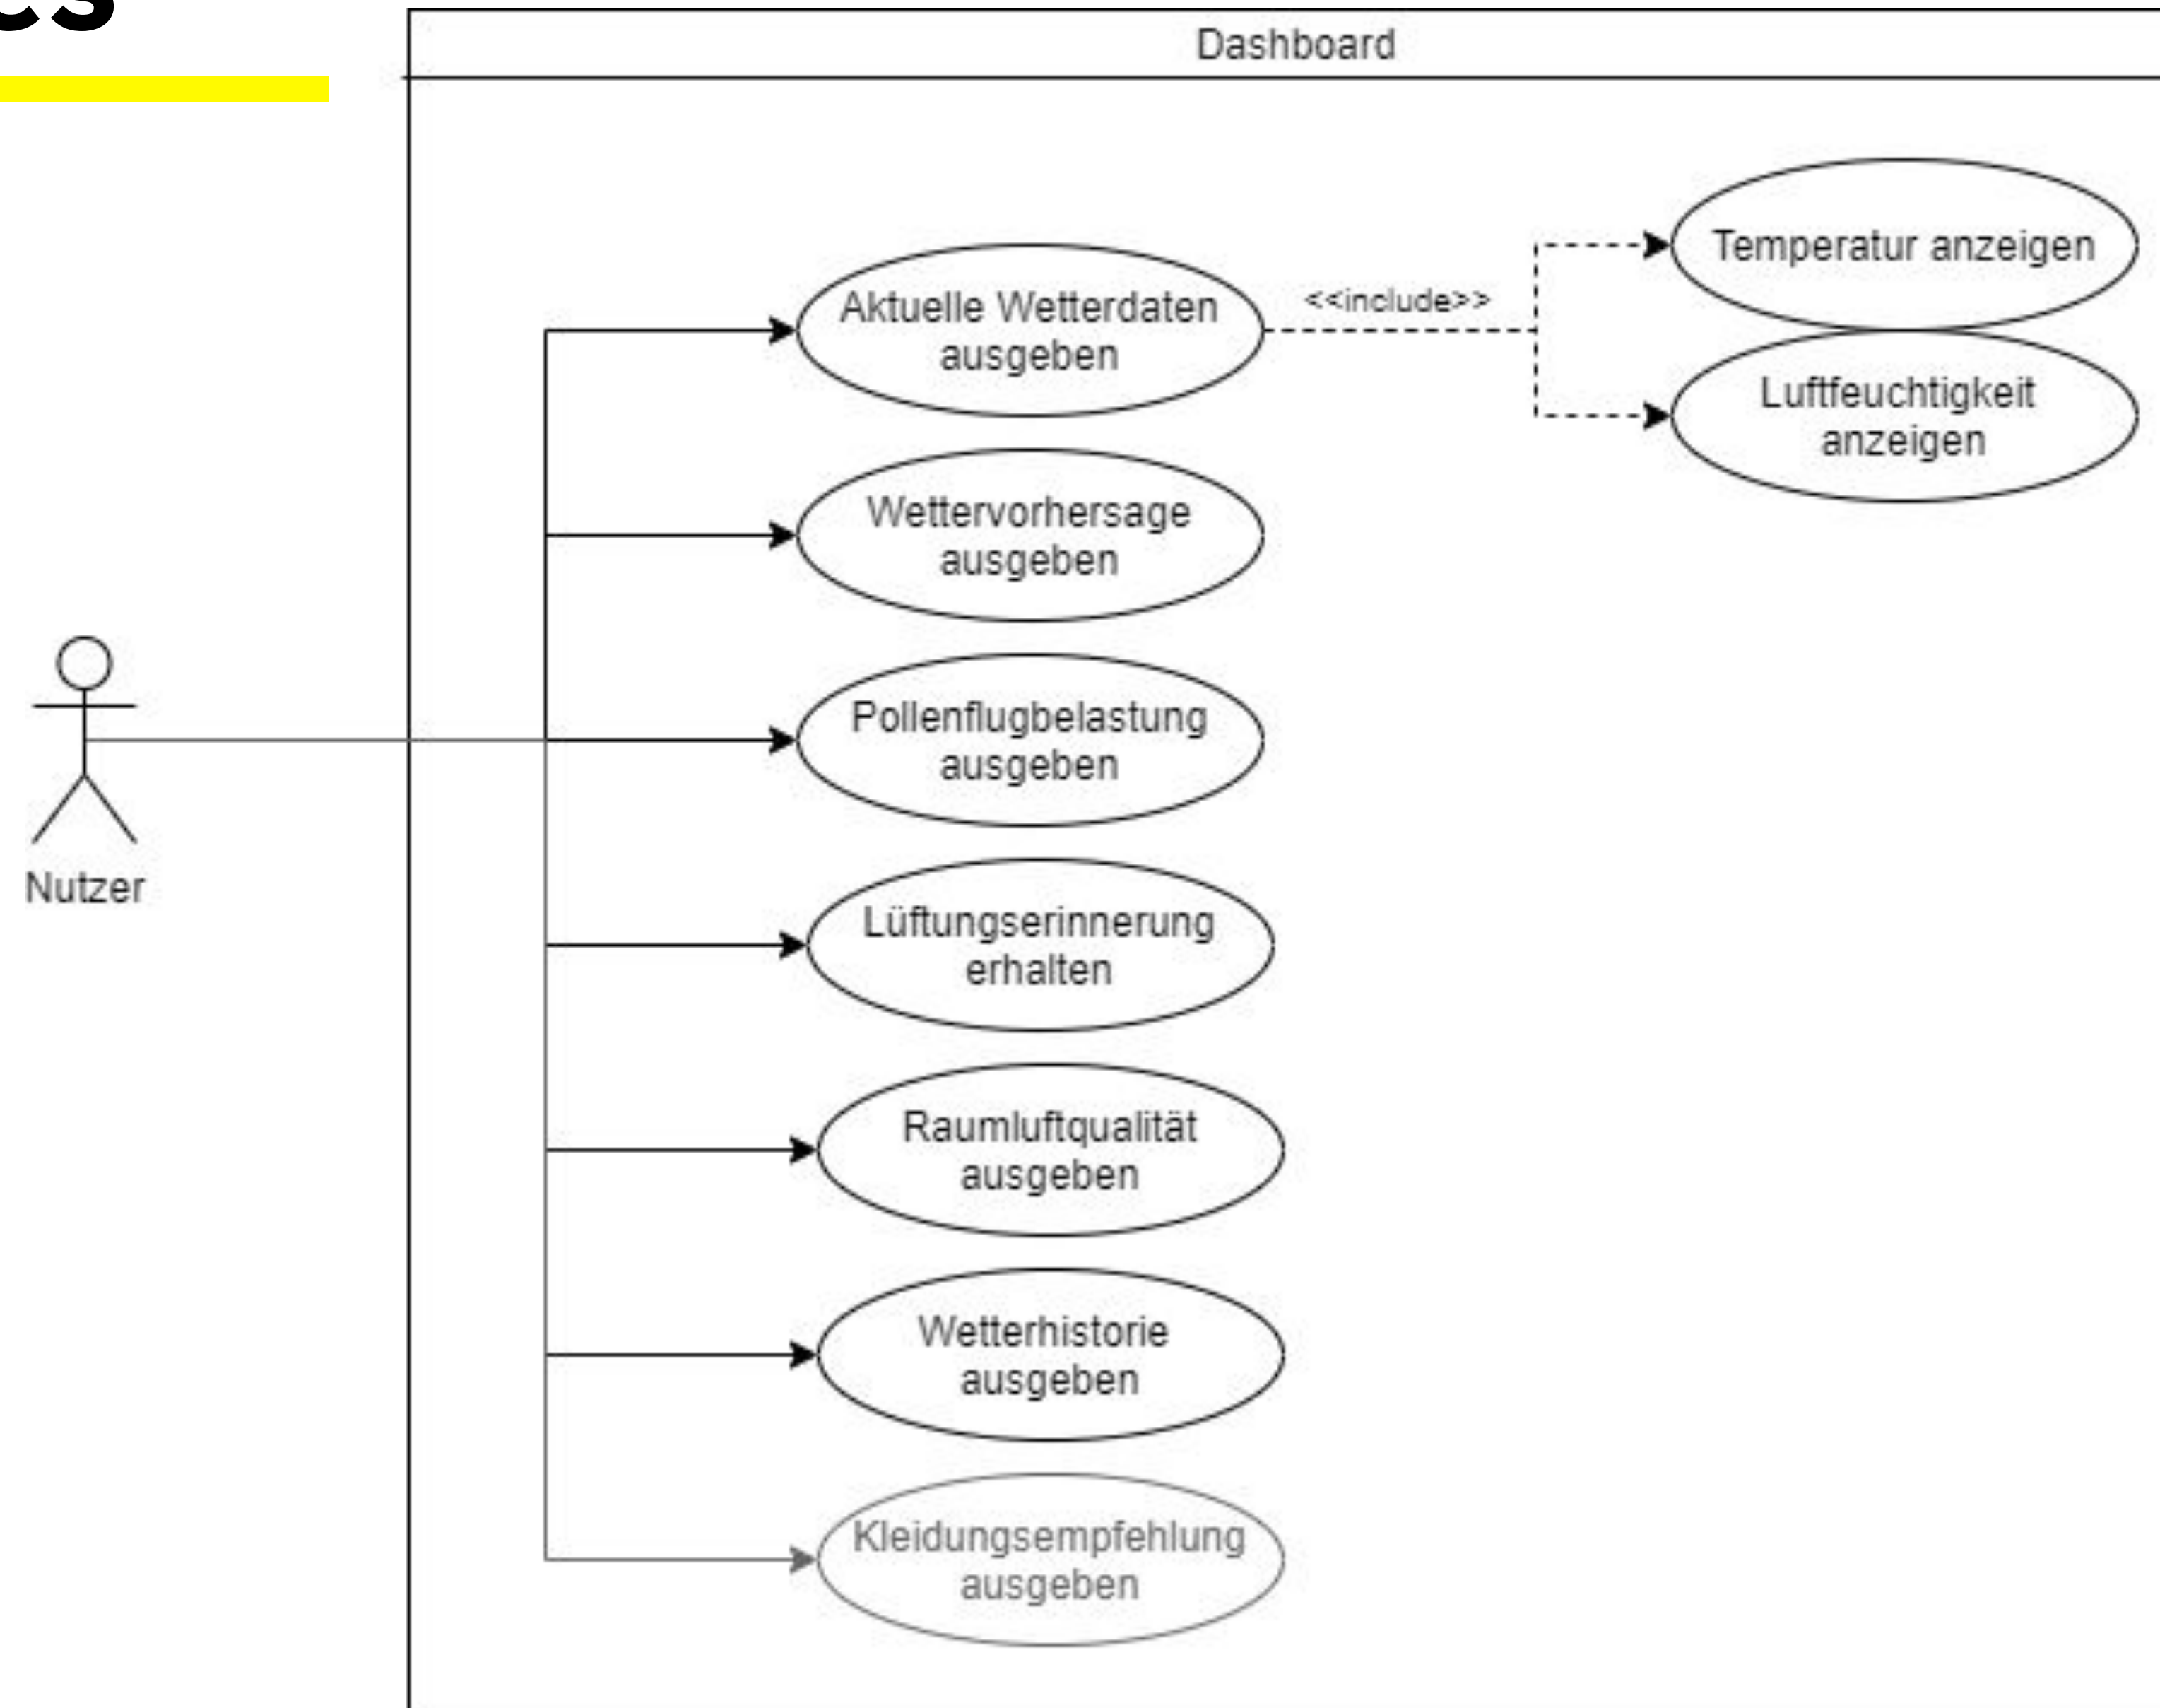 es
Dashboard
Temperatur anzeigen
Aktuelle Wetterdaten
ausgeben
<<include>>
Luftfeuchtigkeit
anzeigen
Wettervorhersage
ausgeben
Pollenflugbelastung
ausgeben
Nutzer
Lüftungserinnerung
erhalten
Raumluftqualität
ausgeben
Wetterhistorie
ausgeben
Kleidungsempfehlung
ausgeben